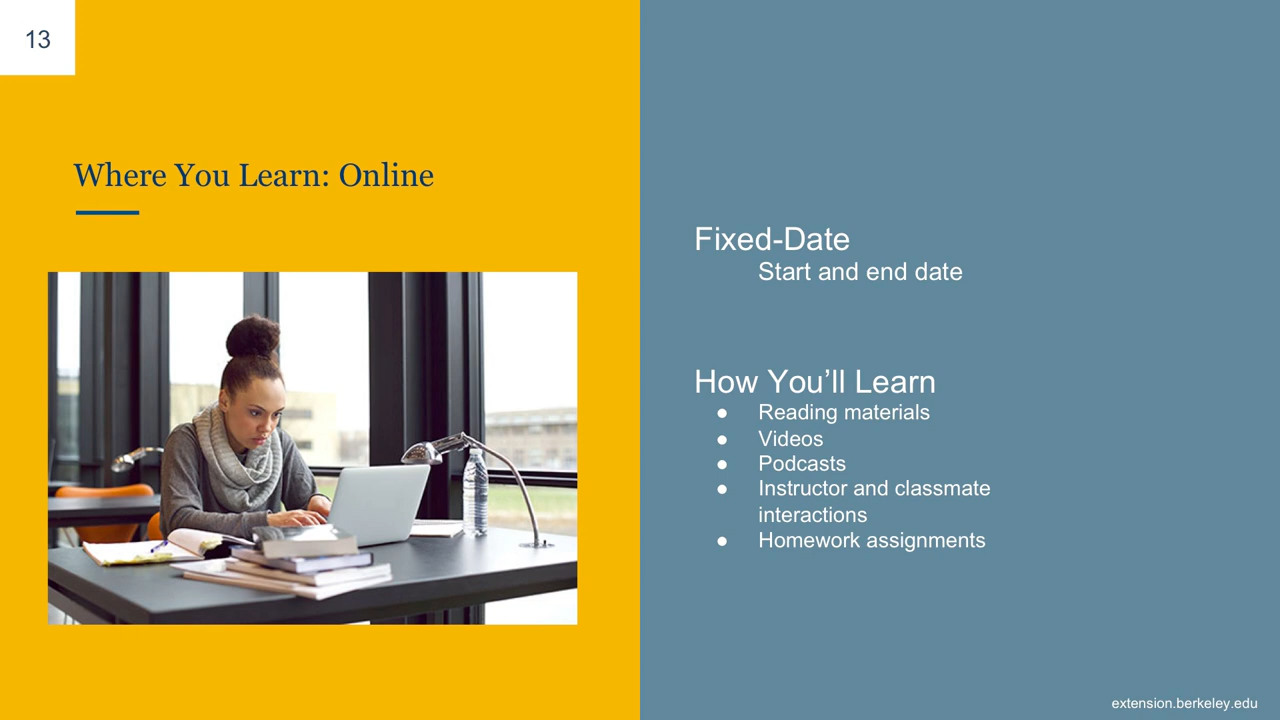 13
Where You Learn: Online
Fixed-Date
Start and end date
How You’ll Learn
● Reading materials
● Videos
● Podcasts
● Instructor and classmate
interactions
● Homework assignments
extension.berkeley.edu